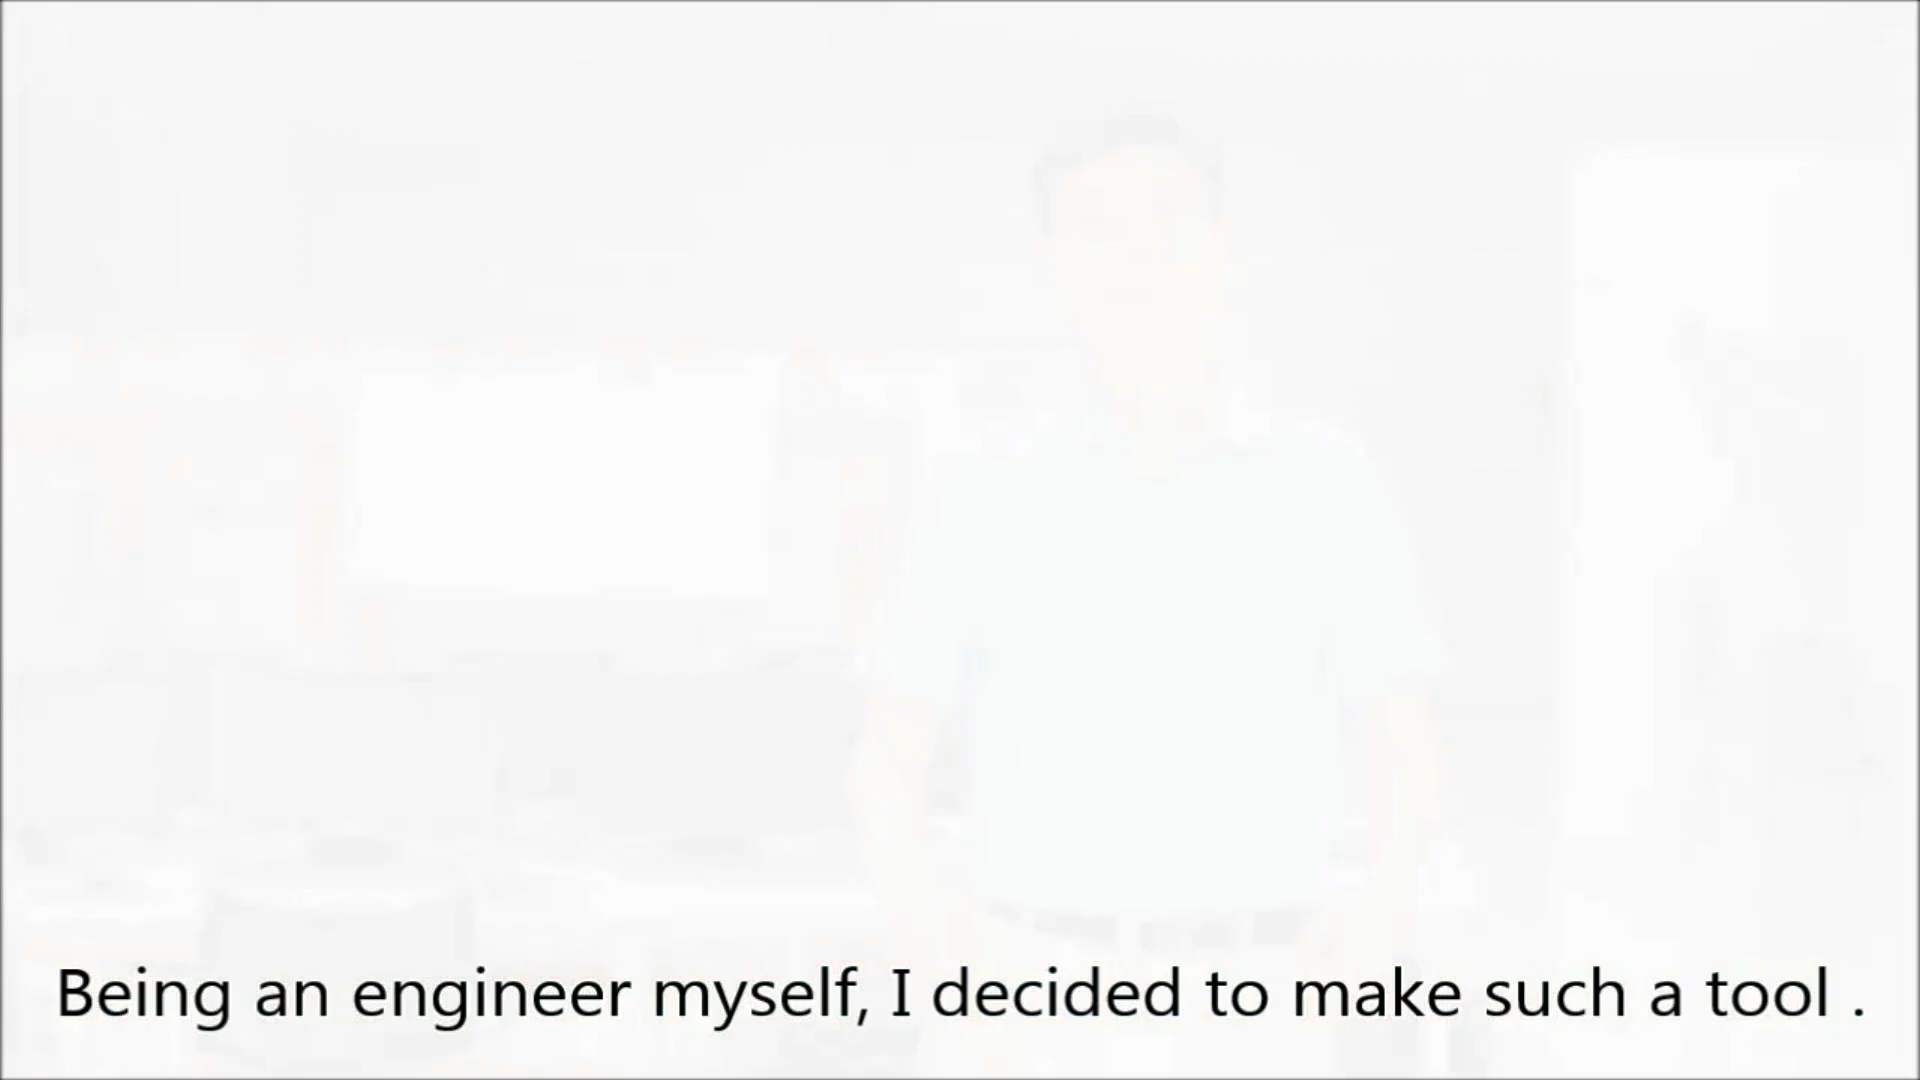 Being an engineer myself, I decided to make such a tool .